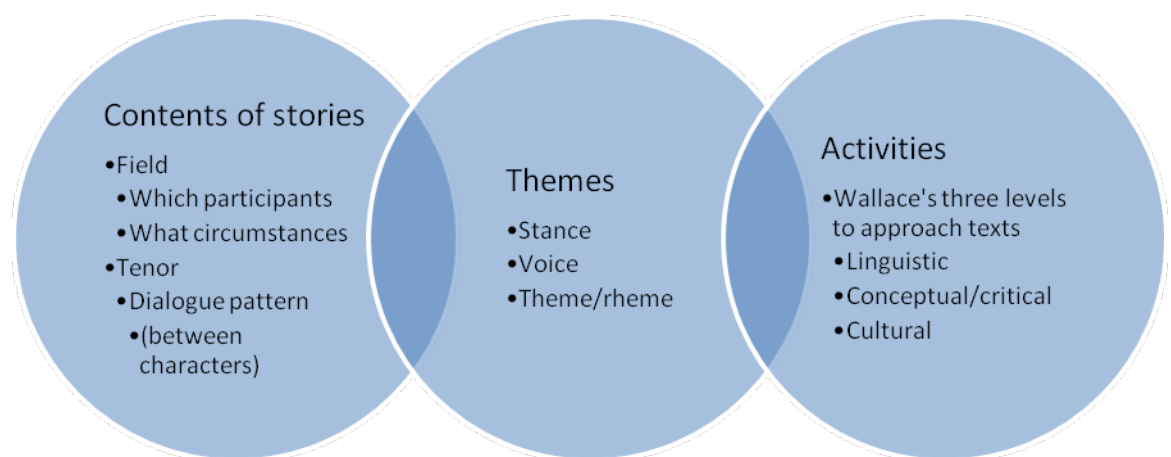 Contents of stories
•Field
•Which participants
•What circumstances
•Tenor
•Dialogue pattern
•(between
characters)
Themes
•Stance
•Voice
•Theme/rheme
Activities
•Wallace's three levels
to approach texts
•Linguistic
•Conceptual/critical
•Cultural